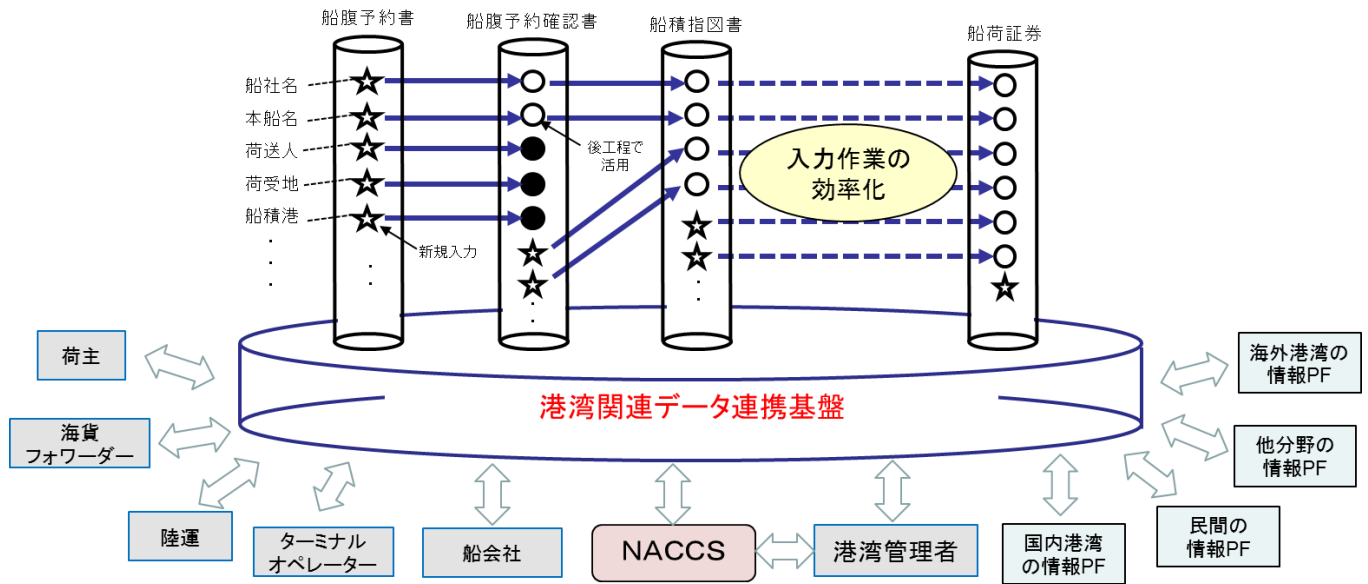 船腹予約書
船腹予約確認書
船積指図書
船荷証券
船社名
本船名
荷送人
荷受地
船積港
新規入力
後工程で
活用
入力作業の
効率化
港湾関連データ連携基盤
荷主
海貨
フォワーダー
陸運
ターミナル
オペレーター
船会社
NACCS
港湾管理者
国内港湾
の情報PF
民間の
情報PF
他分野の
情報PF
海外港湾の
情報PF